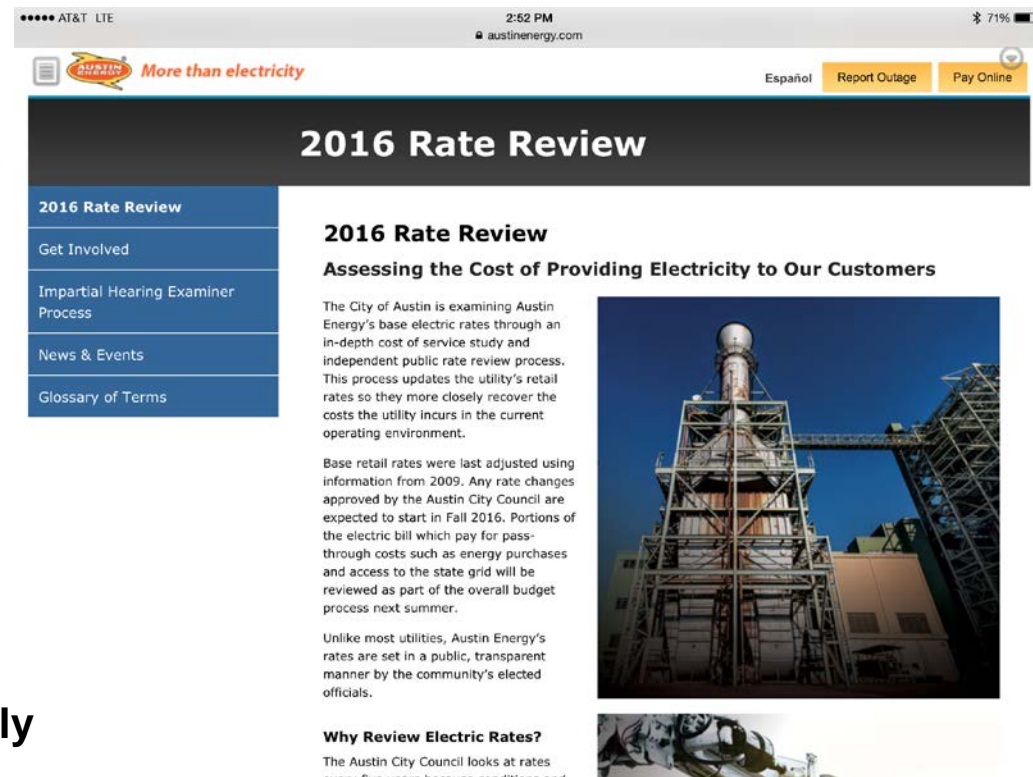 AT&T LTE
2:52 PM
71%
austinenergy.com
AUSTIN ENERGY
More than electricity
Español
Report Outage
Pay Online
2016 Rate Review
2016 Rate Review
Get Involved
Impartial Hearing Examiner
Process
News & Events
Glossary of Terms
2016 Rate Review
Assessing the Cost of Providing Electricity to Our Customers
The City of Austin is examining Austin
Energy's base electric rates through an
in-depth cost of service study and
independent public rate review process.
This process updates the utility's retail
rates so they more closely recover the
costs the utility incurs in the current
operating environment.
Base retail rates were last adjusted using
information from 2009. Any rate changes
approved by the Austin City Council are
expected to start in Fall 2016. Portions of
the electric bill which pay for pass-
through costs such as energy purchases
and access to the state grid will be
reviewed as part of the overall budget
process next summer.
Unlike most utilities, Austin Energy's
rates are set in a public, transparent
manner by the community's elected
officials.
ly
Why Review Electric Rates?
The Austin City Council looks at rates